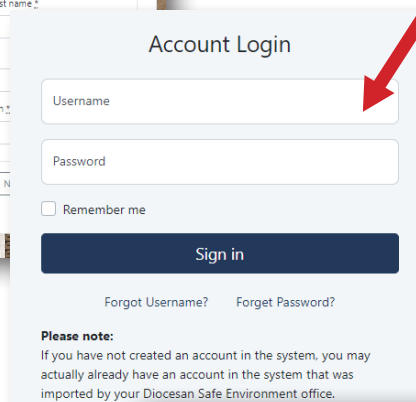 st name *
Account Login
Username
Password
Remember me
Sign in
Forgot Username? Forget Password?
Please note:
If you have not created an account in the system, you may
actually already have an account in the system that was
imported by your Diocesan Safe Environment office.